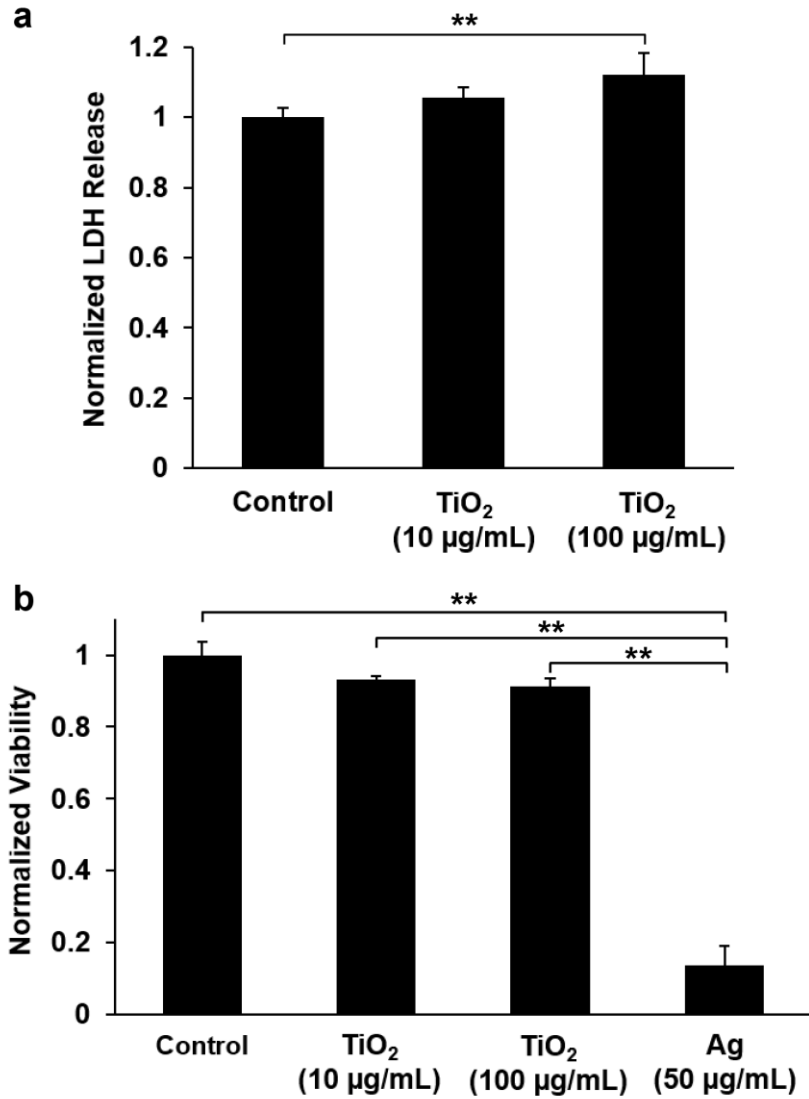 a
**
1.2
1
0.8
0.6
0.4
0.2
0
Normalized LDH Release
Control
TiO₂
(10 µg/mL)
TiO₂
(100 µg/mL)
b
**
**
**
1
0.8
0.6
0.4
0.2
0
Normalized Viability
Control
TiO₂
(10 µg/mL)
TiO₂
(100 µg/mL)
Ag
(50 µg/mL)